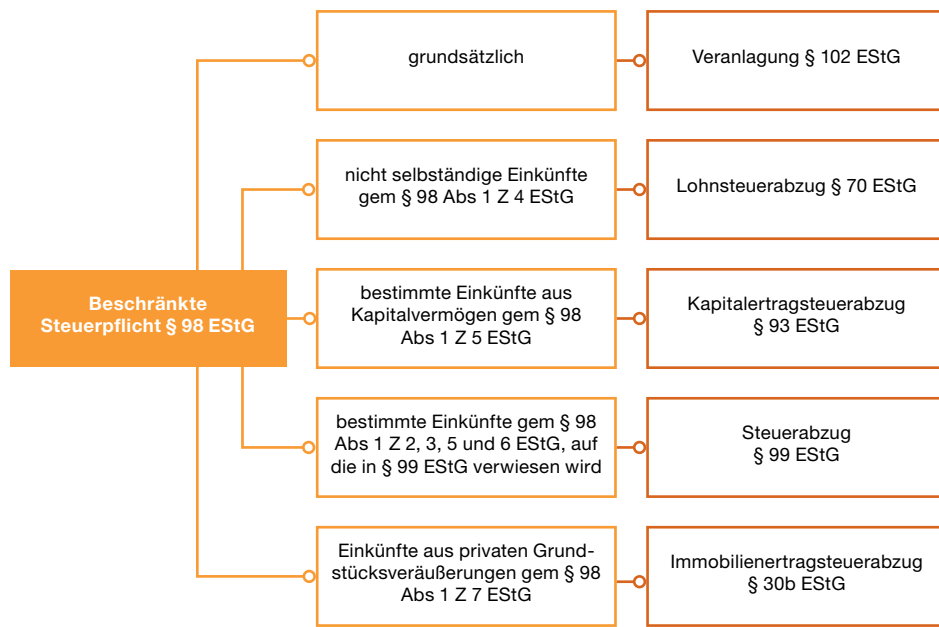 grundsätzlich
Veranlagung § 102 EStG
nicht selbständige Einkünfte
gem § 98 Abs 1 Z 4 EStG
Lohnsteuerabzug § 70 EStG
Beschränkte
Steuerpflicht § 98 EStG
bestimmte Einkünfte aus
Kapitalvermögen gem § 98
Abs 1 Z 5 EStG
Kapitalertragsteuerabzug
§ 93 EStG
bestimmte Einkünfte gem § 98
Abs 1 Z 2, 3, 5 und 6 EStG, auf
die in § 99 EStG verwiesen wird
Steuerabzug
§ 99 EStG
Einkünfte aus privaten Grund-
stücksveräußerungen gem § 98
Abs 1 Z 7 EStG
Immobilienertragsteuerabzug
§ 30b EStG